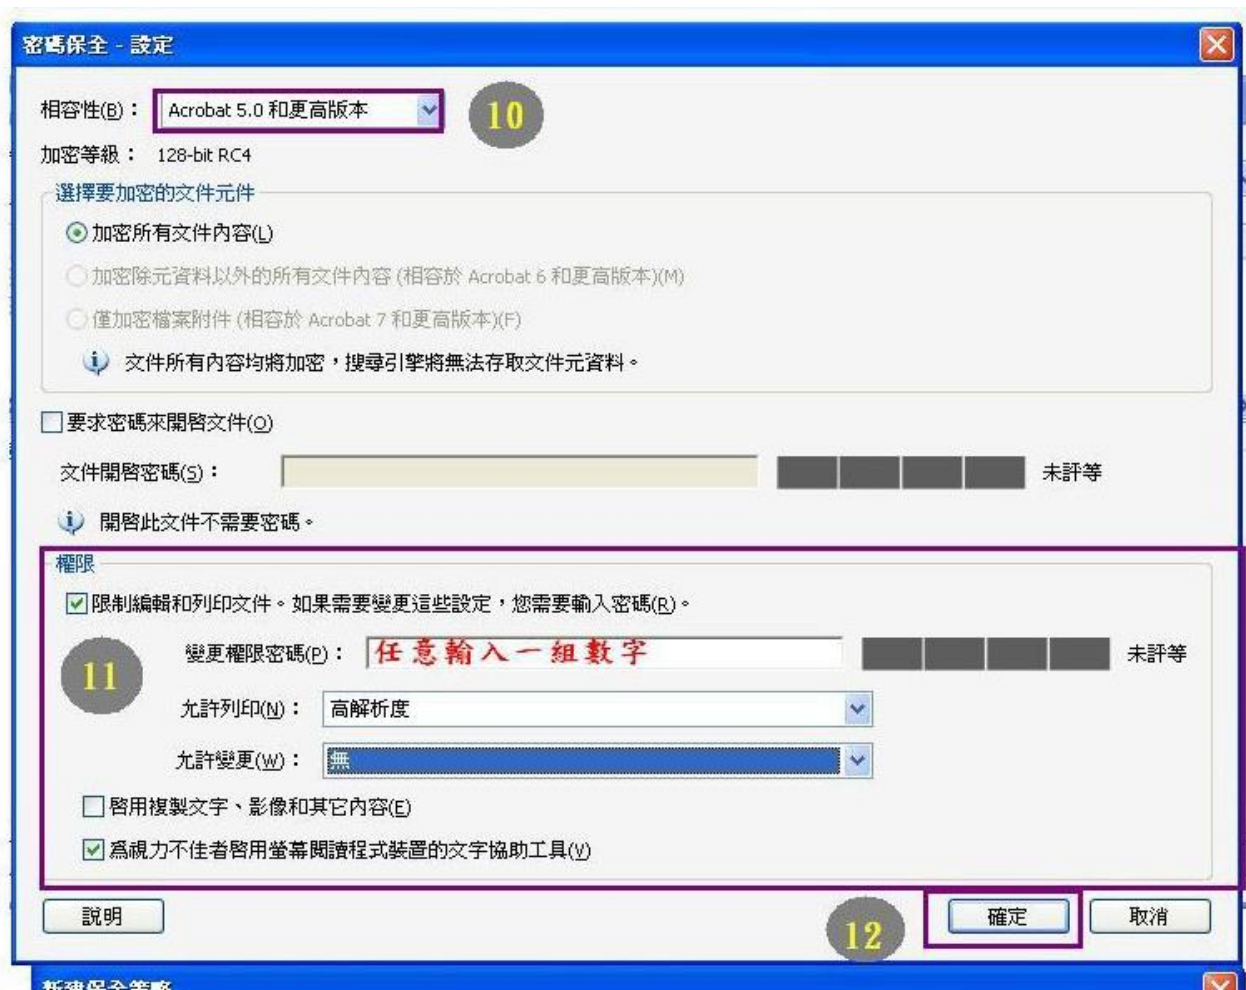 密碼保全 - 設定
相容性(B)： Acrobat 5.0 和更高版本
10
加密等級： 128-bit RC4
選擇要加密的文件元件
加密所有文件內容(L)
加密除元資料以外的所有文件內容 (相容於 Acrobat 6 和更高版本)(M)
僅加密檔案附件 (相容於 Acrobat 7 和更高版本)(F)
文件所有內容均將加密，搜尋引擎將無法存取文件元資料。
要求密碼來開啓文件(O)
文件開啓密碼(S)： 未評等
開啓此文件不需要密碼。
權限
限制編輯和列印文件。如果需要變更這些設定，您需要輸入密碼(R)。
11
變更權限密碼(P)： 任意輸入一組數字 未評等
允許列印(N)： 高解析度
允許變更(W)： 無
啓用複製文字、影像和其它內容(E)
爲視力不佳者啓用螢幕閱讀程式裝置的文字協助工具(V)
說明
12
確定
取消
新建保全策略